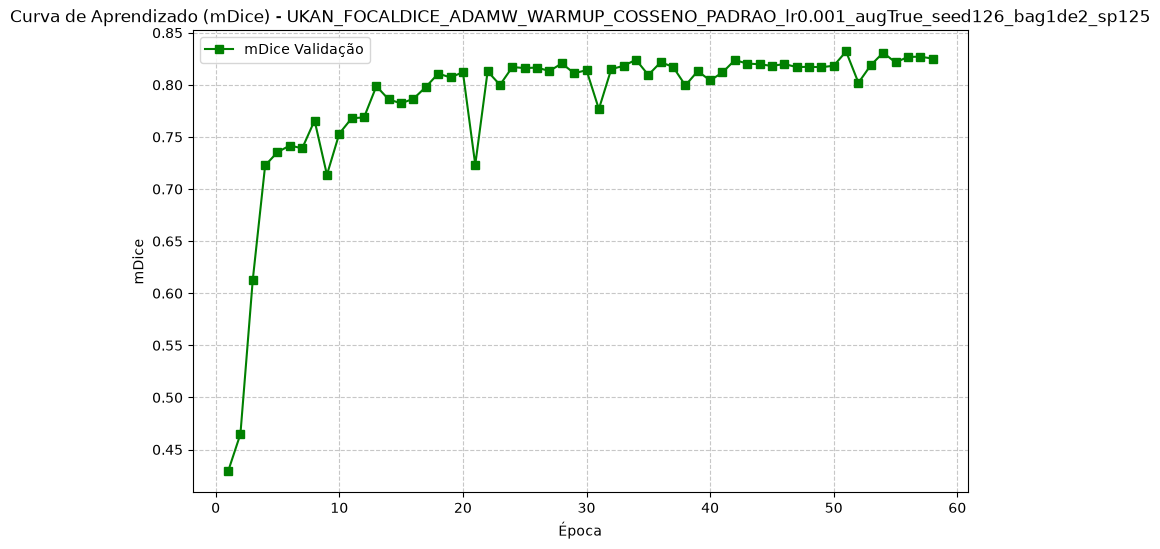 Curva de Aprendizado (mDice) - UKAN_FOCALDICE_ADAMW_WARMUP_COSSENO_PADRAO_lr0.001_augTrue_seed126_bag1de2_sp125
mDice Validação
0.85
0.80
0.75
0.70
0.65
0.60
0.55
0.50
0.45
mDice
0 10 20 30 40 50 60
Época